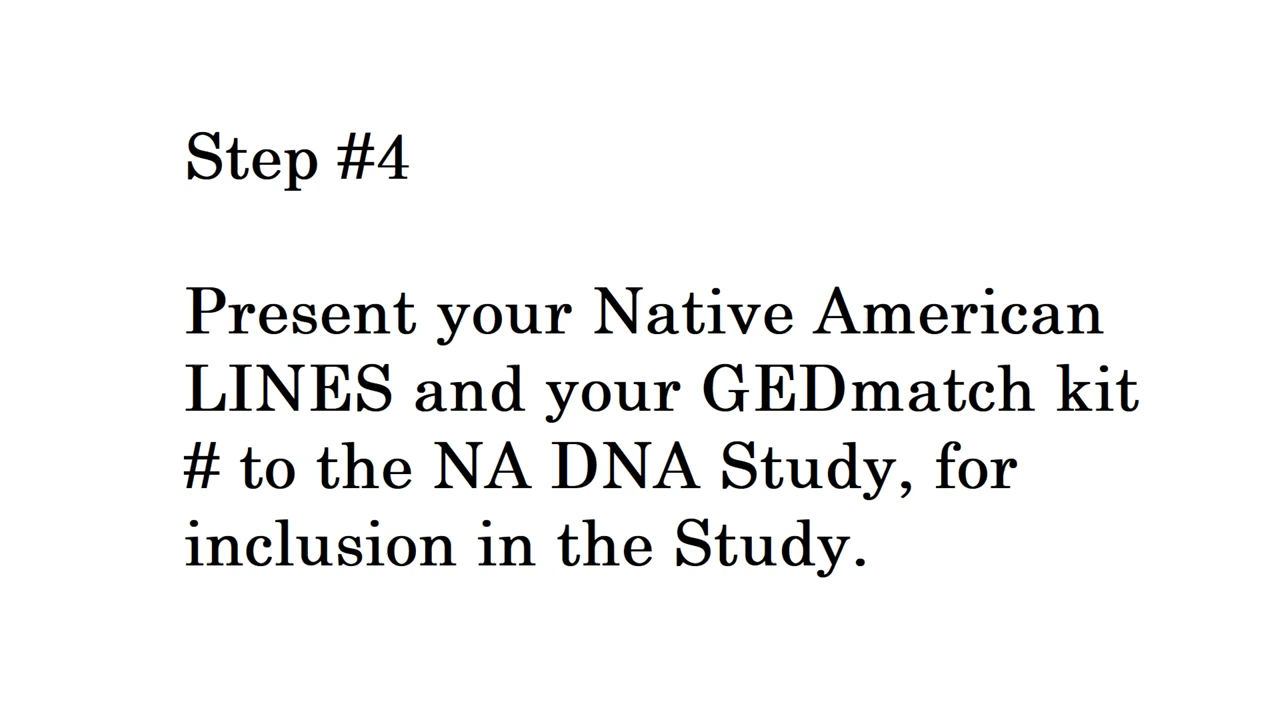 Step #4
Present your Native American
LINES and your GEDmatch kit
# to the NA DNA Study, for
inclusion in the Study.